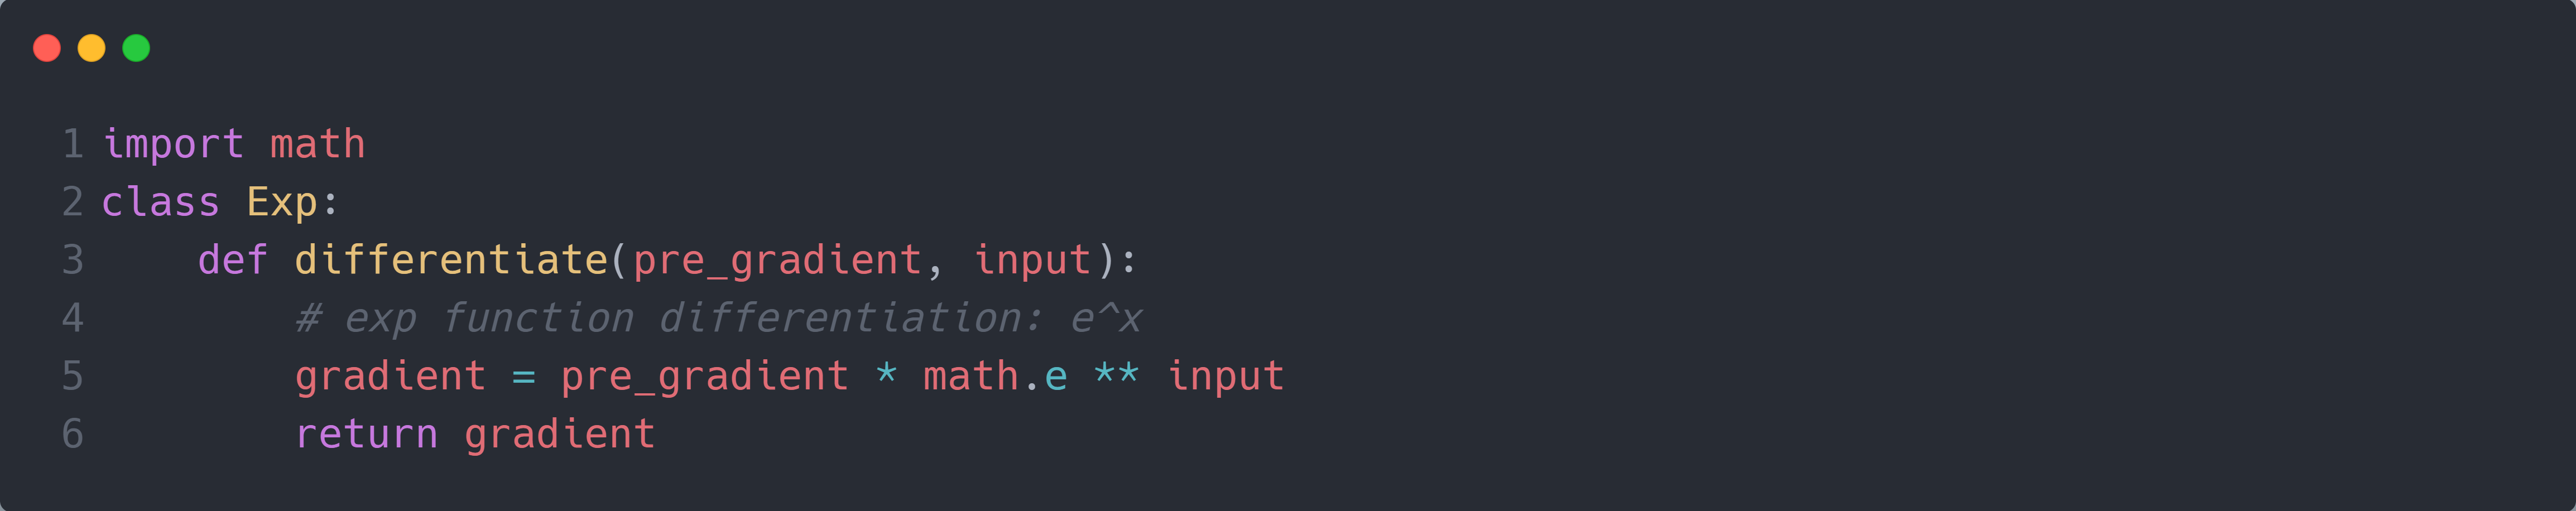 1 import math
2 class Exp:
3     def differentiate(pre_gradient, input):
4         # exp function differentiation: e^x
5         gradient = pre_gradient * math.e ** input
6         return gradient